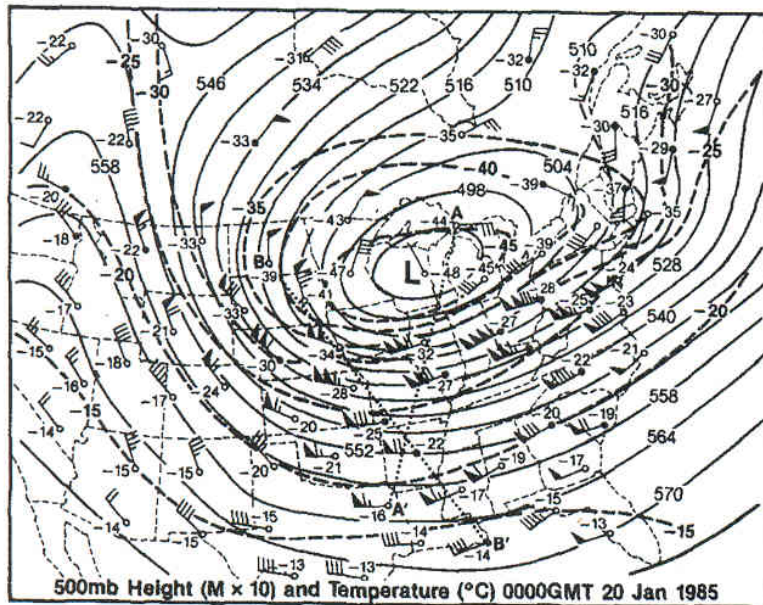 -22 -25 -30 546 -31 534 522 516 510 -32 510 -30 516 -30 -27
-30
-22 -22 558 -33 -35 -30 -29 -25
-40 504
20 -35 498 -39 -37
-43 44 A -35
-18 -22 -33 39 528
B 39 -47 L -48 45 -45 -24
-20
-17 -21 33 28 25 23 -20
-27 540
-15 -18 -34 32 -22
-16 -24 -30 -28 -27 558
-15 -17 -20 -20 -19
-14 -25 564
552 -22
-15 -15 -20 -21 -19 -17
-17 570
-16 A' -15 -15
-14 -15 -15 -14 -13
-14 B'
-13 -13
500mb Height (M × 10) and Temperature (°C) 0000GMT 20 Jan 1985